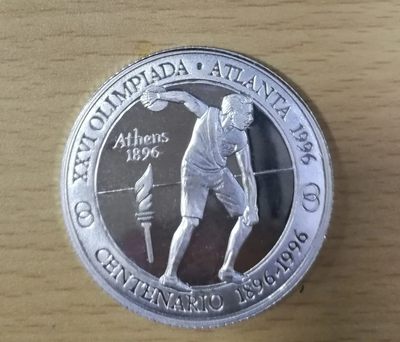 XXVI OLIMPIADA · ATLANTA 1996
Athens
1896
CENTENARIO 1896-1996